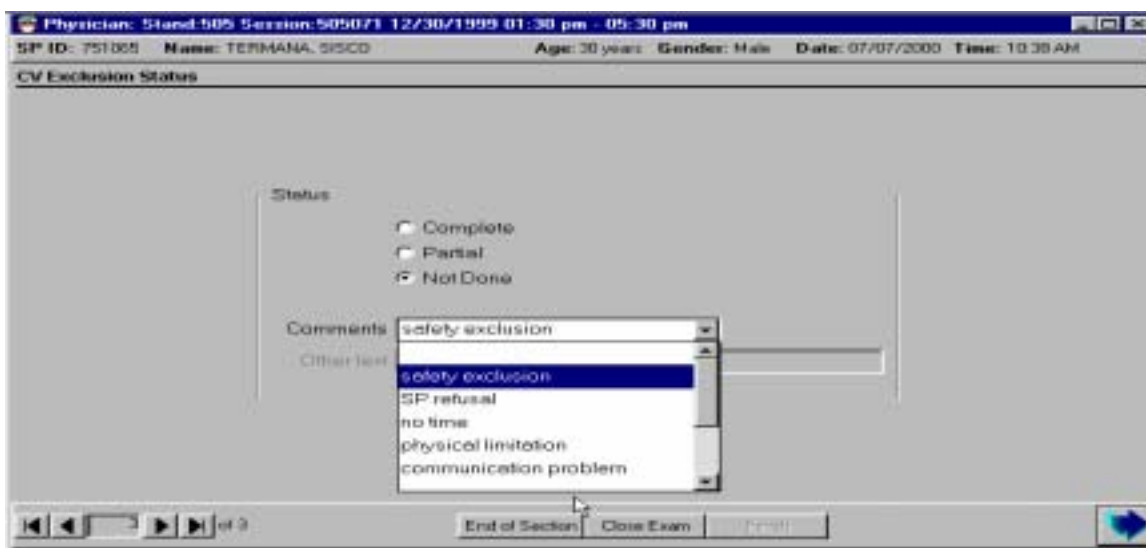 Physician: Stand:505 Session:505071 12/30/1999 01:30 pm - 05:30 pm
SP ID: 751065 Name: TERMANA, SISCO Age: 30 years Gender: Male Date: 07/07/2000 Time: 10:38 AM
CV Exclusion Status
Status
Complete
Partial
Not Done
Comments safety exclusion
Other text
safety exclusion
SP refusal
no time
physical limitation
communication problem
of 3 End of Section Close Exam